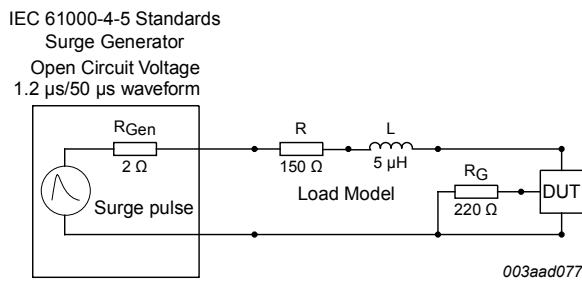 IEC 61000-4-5 Standards
Surge Generator
Open Circuit Voltage
1.2 µs/50 µs waveform
RGen
2 Ω
Surge pulse
R
150 Ω
L
5 µH
Load Model
RG
220 Ω
DUT
003aad077